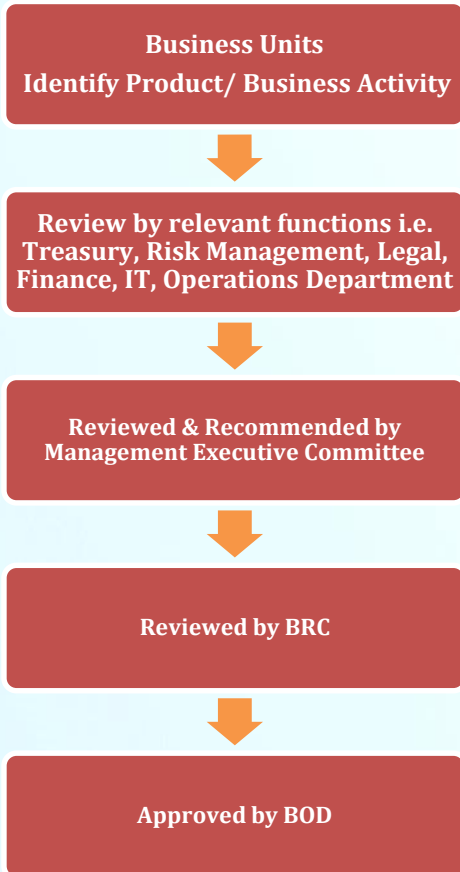 Business Units
Identify Product/ Business Activity
Review by relevant functions i.e.
Treasury, Risk Management, Legal,
Finance, IT, Operations Department
Reviewed & Recommended by
Management Executive Committee
Reviewed by BRC
Approved by BOD